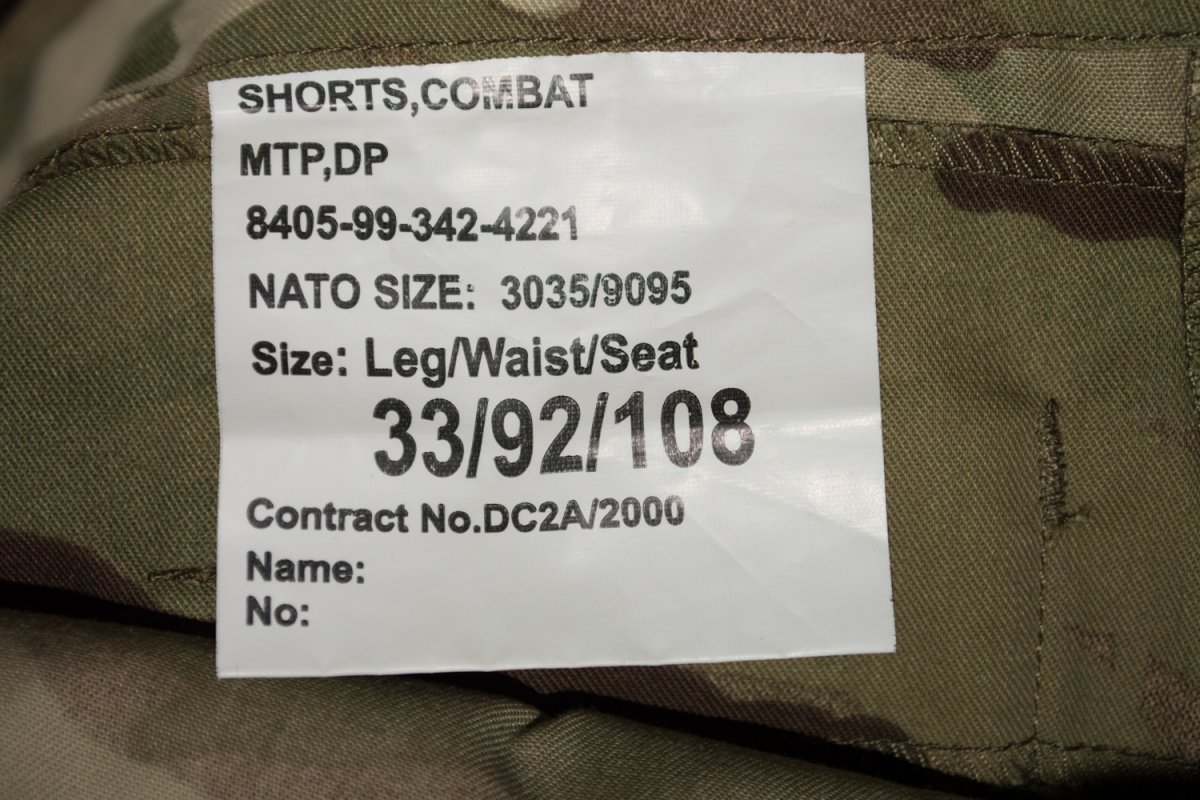 SHORTS,COMBAT
MTP,DP
8405-99-342-4221
NATO SIZE: 3035/9095
Size: Leg/Waist/Seat
33/92/108
Contract No.DC2A/2000
Name:
No: